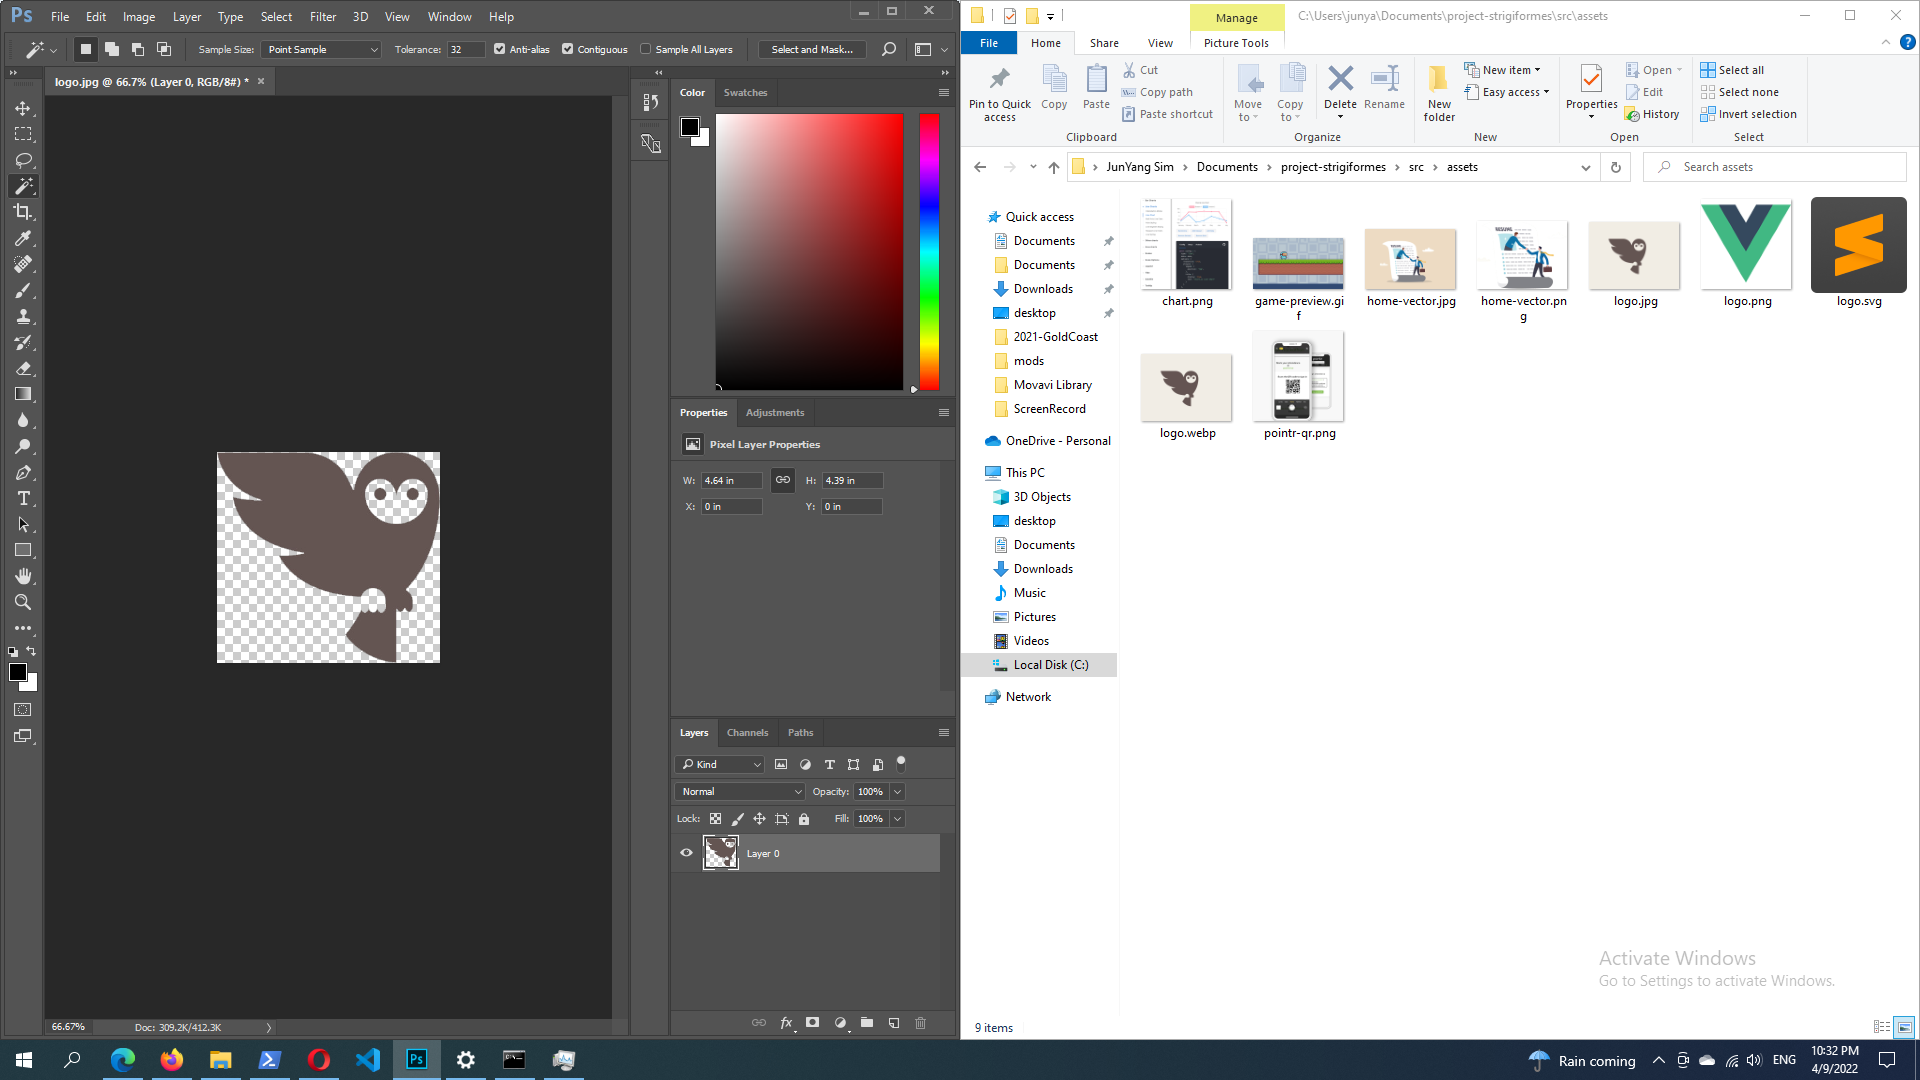 Ps File Edit Image Layer Type Select Filter 3D View Window Help
Sample Size: Point Sample Tolerance: 32 Anti-alias Contiguous Sample All Layers Select and Mask...
logo.jpg @ 66.7% (Layer 0, RGB/8#) *
Color Swatches
Properties Adjustments
Pixel Layer Properties
W: 4.64 in H: 4.39 in
X: 0 in Y: 0 in
Layers Channels Paths
Kind
Normal Opacity: 100%
Lock: Fill: 100%
Layer 0
66.67% Doc: 309.2K/412.3K
Manage C:\Users\junya\Documents\project-strigiformes\src\assets
File Home Share View Picture Tools
Pin to Quick access
Copy
Paste
Cut
Copy path
Paste shortcut
Clipboard
Move to
Copy to
Delete
Rename
Organize
New folder
New item
Easy access
New
Properties
Open
Edit
History
Open
Select all
Select none
Invert selection
Select
JunYang Sim Documents project-strigiformes src assets
Search assets
Quick access
Documents
Documents
Downloads
desktop
2021-GoldCoast
mods
Movavi Library
ScreenRecord
OneDrive - Personal
This PC
3D Objects
desktop
Documents
Downloads
Music
Pictures
Videos
Local Disk (C:)
Network
chart.png
game-preview.gi
f
home-vector.jpg
home-vector.pn
g
logo.jpg
logo.png
logo.svg
logo.webp
pointr-qr.png
Activate Windows
Go to Settings to activate Windows.
9 items
Ps
Rain coming ENG 10:32 PM
4/9/2022